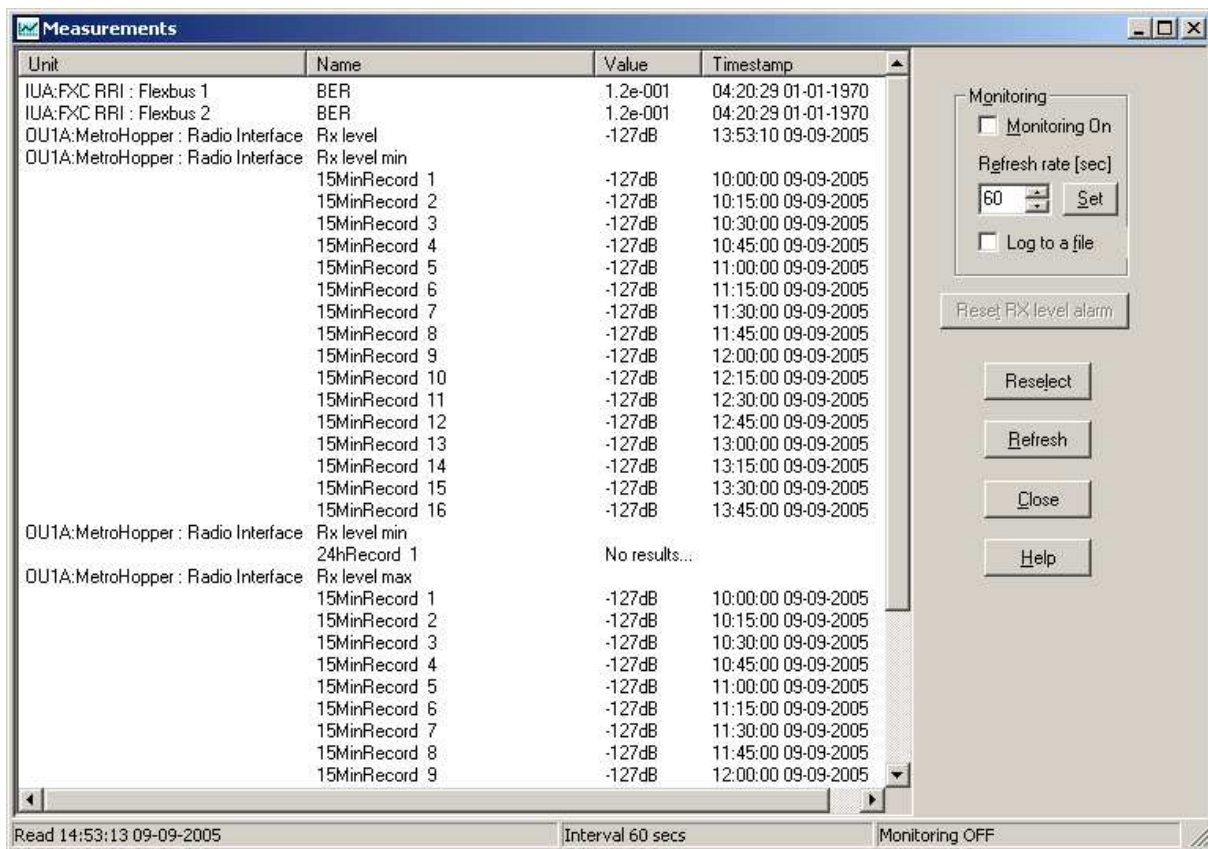 Measurements
Unit Name Value Timestamp
IUA:FXC RRI : Flexbus 1 BER 1.2e-001 04:20:29 01-01-1970
IUA:FXC RRI : Flexbus 2 BER 1.2e-001 04:20:29 01-01-1970
OU1A:MetroHopper : Radio Interface Rx level -127dB 13:53:10 09-09-2005
OU1A:MetroHopper : Radio Interface Rx level min
15MinRecord 1 -127dB 10:00:00 09-09-2005
15MinRecord 2 -127dB 10:15:00 09-09-2005
15MinRecord 3 -127dB 10:30:00 09-09-2005
15MinRecord 4 -127dB 10:45:00 09-09-2005
15MinRecord 5 -127dB 11:00:00 09-09-2005
15MinRecord 6 -127dB 11:15:00 09-09-2005
15MinRecord 7 -127dB 11:30:00 09-09-2005
15MinRecord 8 -127dB 11:45:00 09-09-2005
15MinRecord 9 -127dB 12:00:00 09-09-2005
15MinRecord 10 -127dB 12:15:00 09-09-2005
15MinRecord 11 -127dB 12:30:00 09-09-2005
15MinRecord 12 -127dB 12:45:00 09-09-2005
15MinRecord 13 -127dB 13:00:00 09-09-2005
15MinRecord 14 -127dB 13:15:00 09-09-2005
15MinRecord 15 -127dB 13:30:00 09-09-2005
15MinRecord 16 -127dB 13:45:00 09-09-2005
OU1A:MetroHopper : Radio Interface Rx level min
24hRecord 1 No results...
OU1A:MetroHopper : Radio Interface Rx level max
15MinRecord 1 -127dB 10:00:00 09-09-2005
15MinRecord 2 -127dB 10:15:00 09-09-2005
15MinRecord 3 -127dB 10:30:00 09-09-2005
15MinRecord 4 -127dB 10:45:00 09-09-2005
15MinRecord 5 -127dB 11:00:00 09-09-2005
15MinRecord 6 -127dB 11:15:00 09-09-2005
15MinRecord 7 -127dB 11:30:00 09-09-2005
15MinRecord 8 -127dB 11:45:00 09-09-2005
15MinRecord 9 -127dB 12:00:00 09-09-2005
Monitoring
Monitoring On
Refresh rate [sec]
60 Set
Log to a file
Reset RX level alarm
Reselect
Refresh
Close
Help
Read 14:53:13 09-09-2005 Interval 60 secs Monitoring OFF